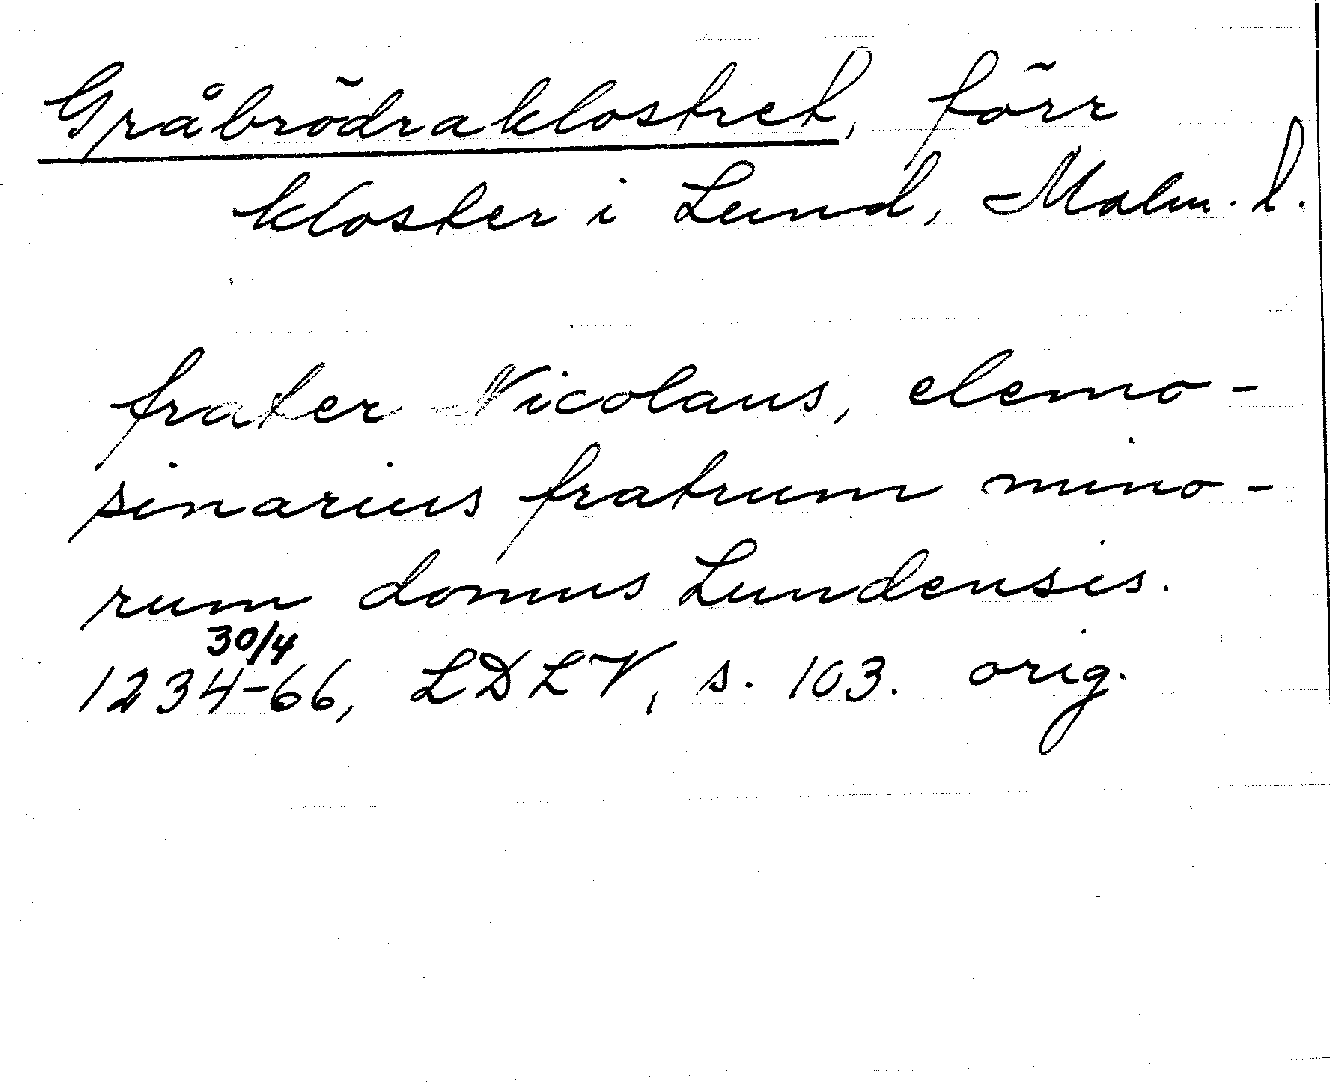 Gråbrödraklostret, förr
kloster i Lund, Malm. l.
frater Nicolaus, elemo-
sinarius fratrum mino-
rum domus Lundensis.
30/4
1234-66, LDLV, s. 103. orig.